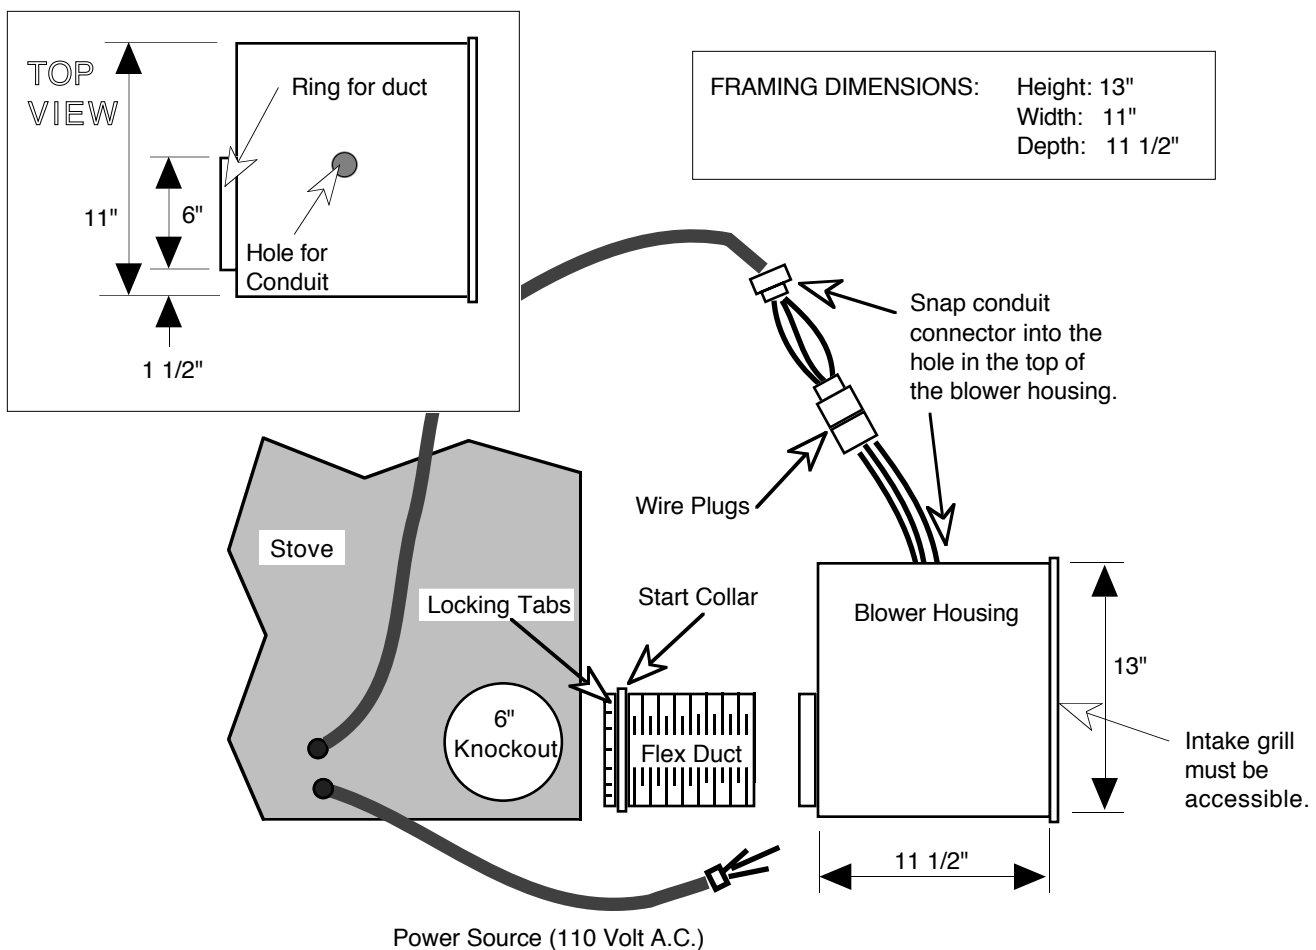 TOP
VIEW
Ring for duct
11"
6"
Hole for
Conduit
1 1/2"
FRAMING DIMENSIONS: Height: 13"
Width: 11"
Depth: 11 1/2"
Snap conduit
connector into the
hole in the top of
the blower housing.
Wire Plugs
Stove
Locking Tabs
Start Collar
Blower Housing
13"
6"
Knockout
Flex Duct
Intake grill
must be
accessible.
11 1/2"
Power Source (110 Volt A.C.)